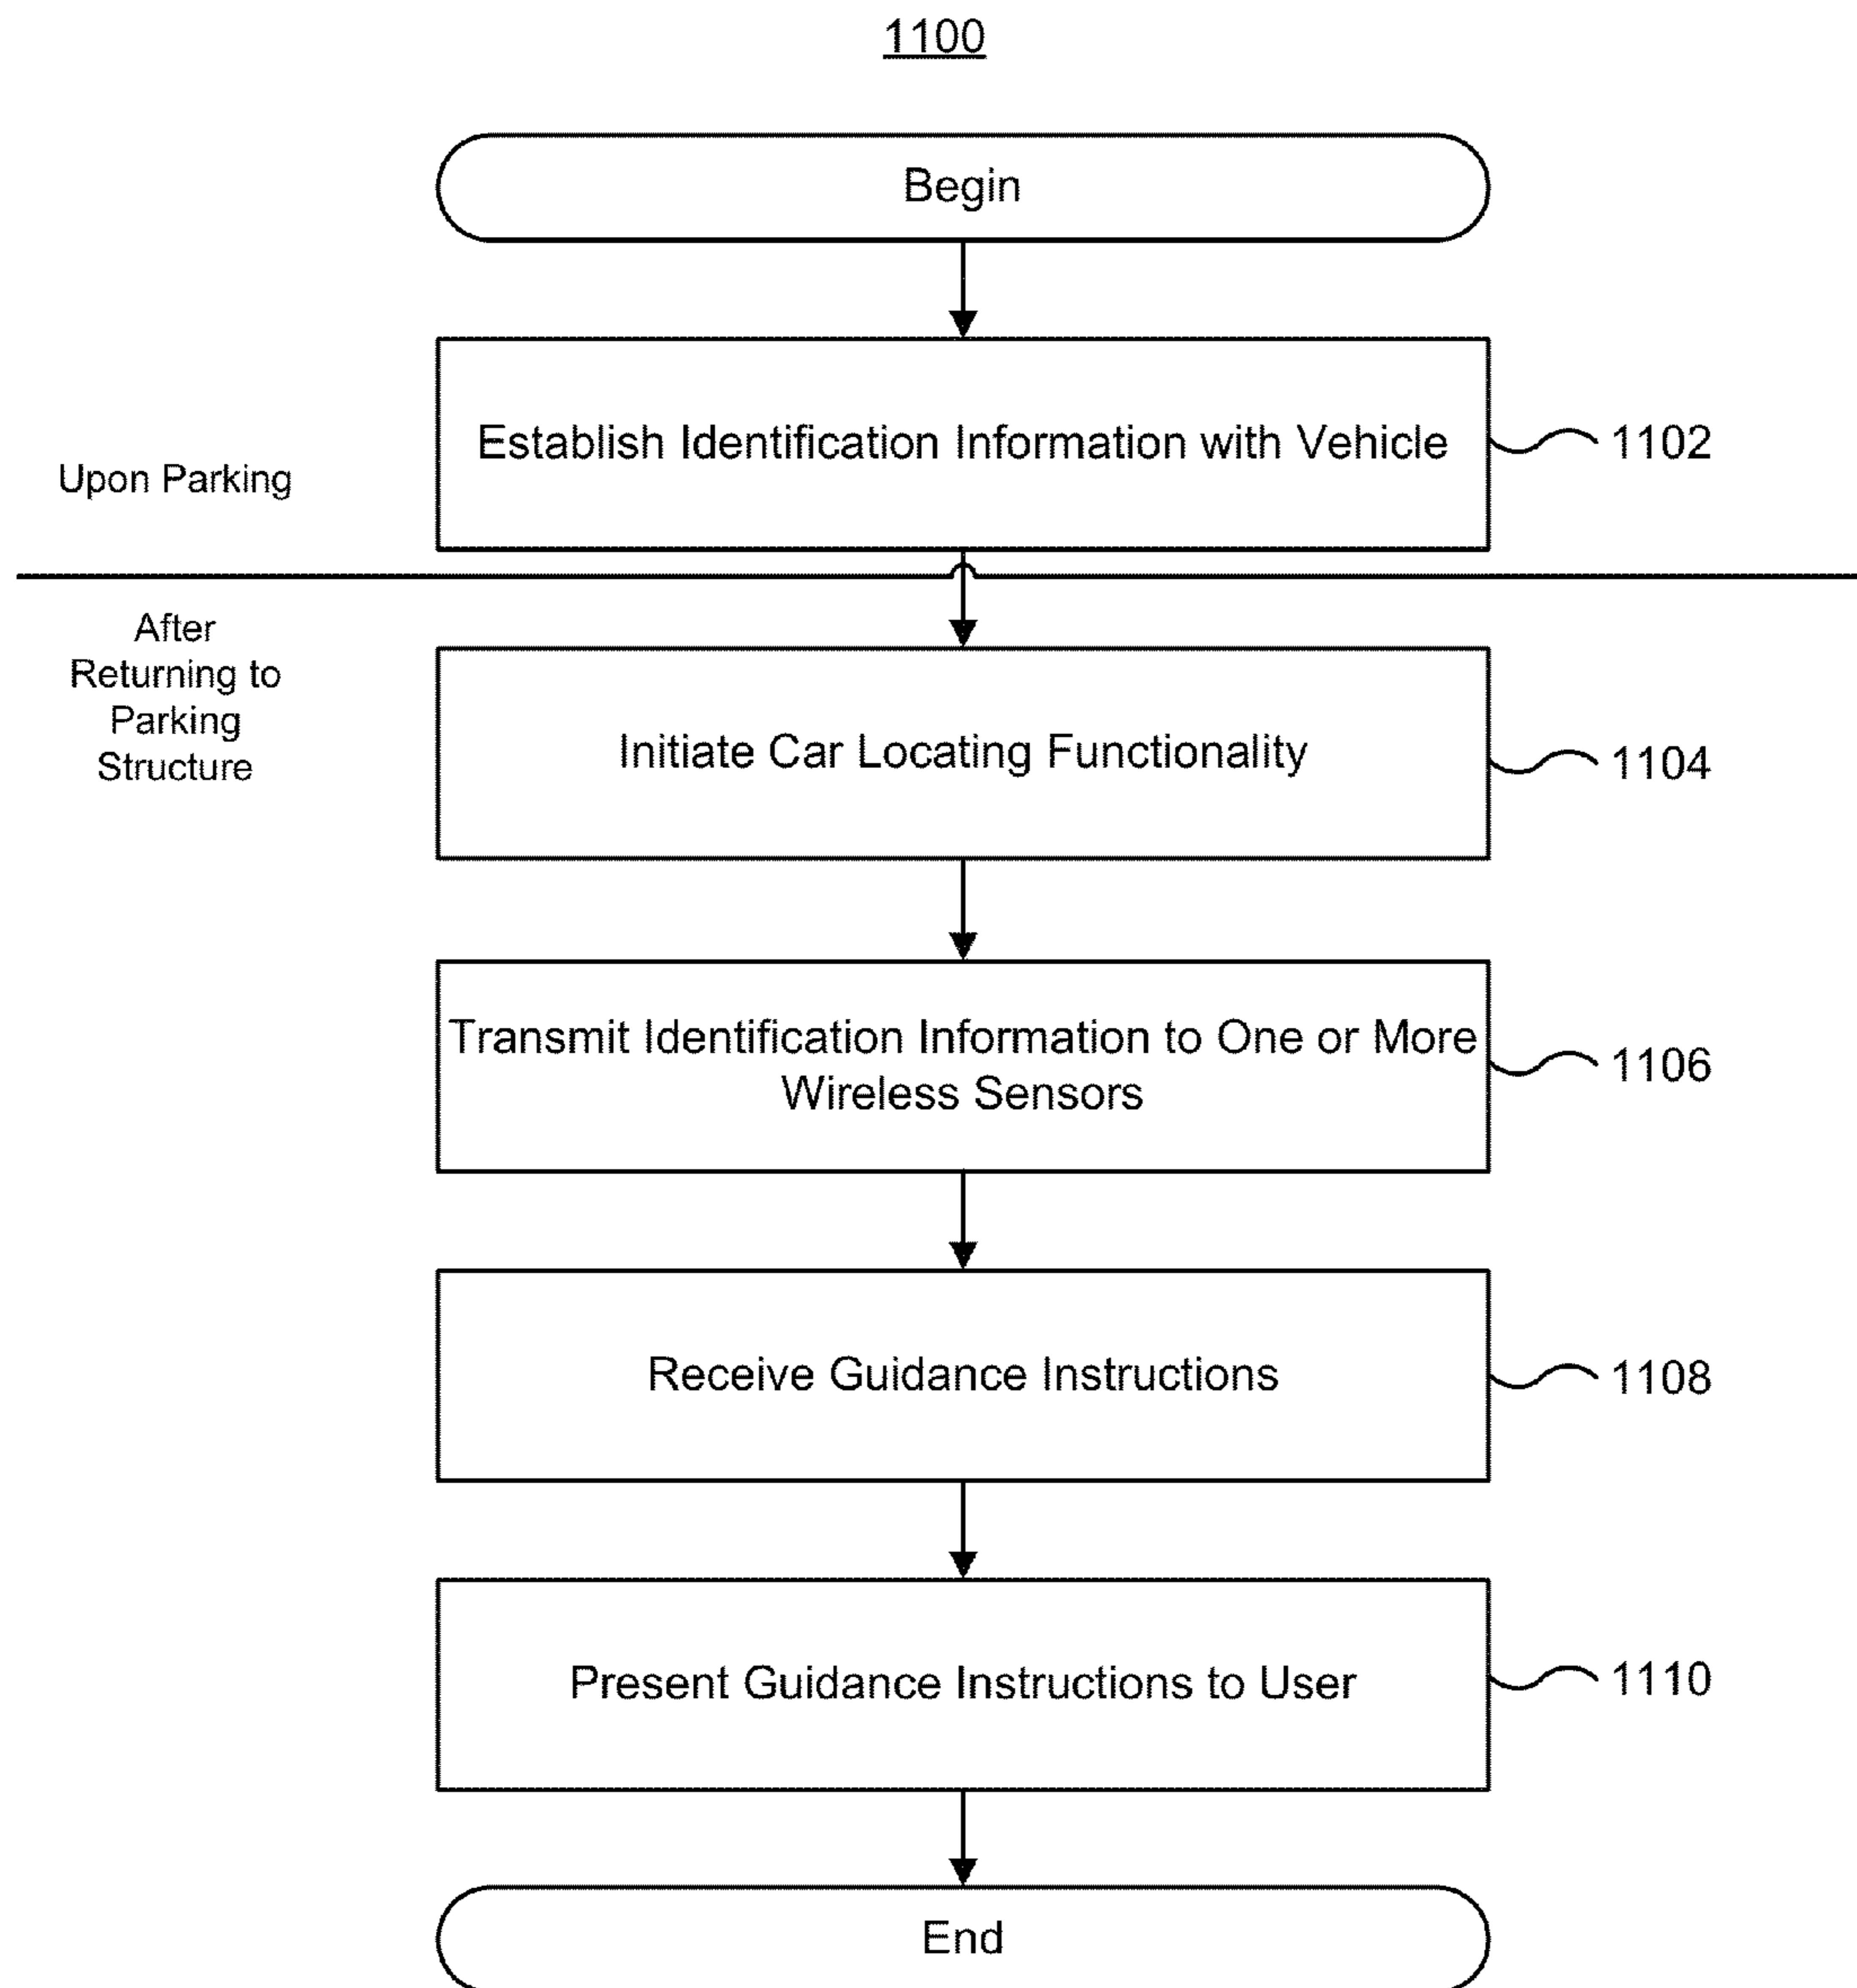 1100
Begin
Establish Identification Information with Vehicle
1102
Upon Parking
After
Returning to
Parking
Structure
Initiate Car Locating Functionality
1104
Transmit Identification Information to One or More
Wireless Sensors
1106
Receive Guidance Instructions
1108
Present Guidance Instructions to User
1110
End